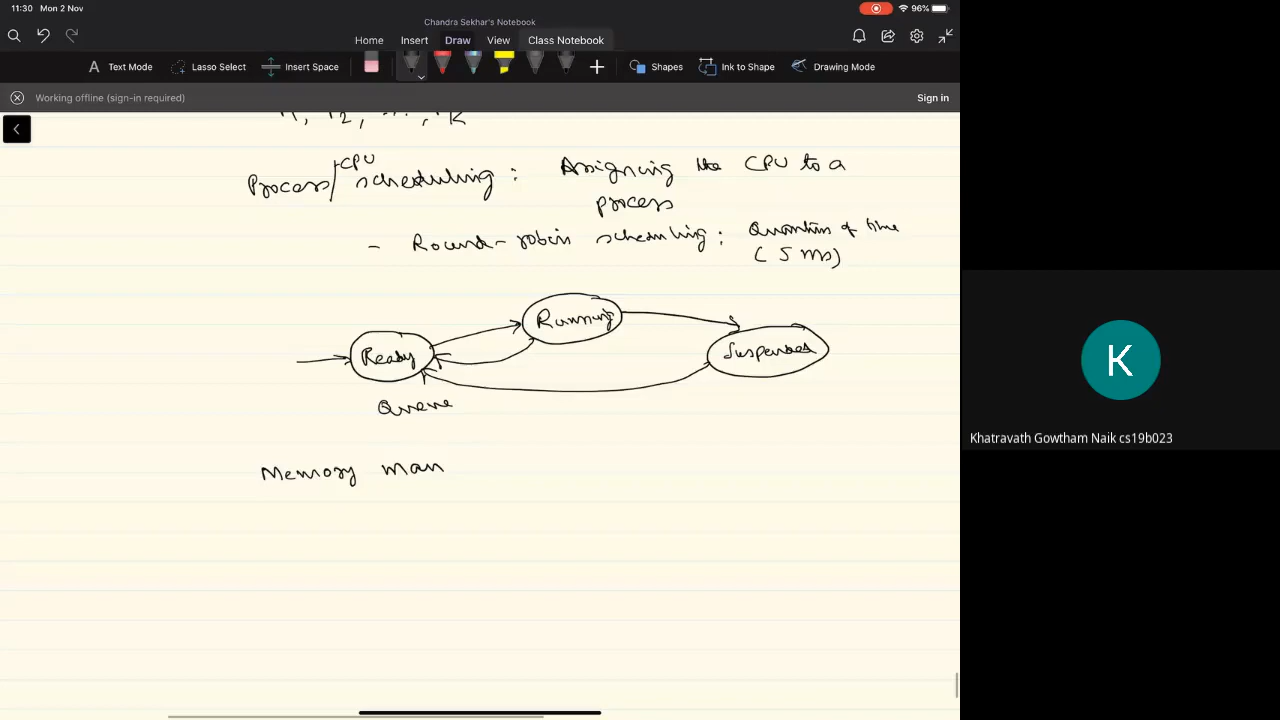 11:30 Mon 2 Nov
96%
Chandra Sekhar's Notebook
Home Insert Draw View Class Notebook
Text Mode Lasso Select Insert Space Shapes Ink to Shape Drawing Mode
Working offline (sign-in required) Sign in
Process/CPU scheduling : Assigning the CPU to a
process
- Round-robin scheduling : Quantum of time
(5 ms)
Running
Ready
Suspended
Queue
Memory man
K
Khatravath Gowtham Naik cs19b023